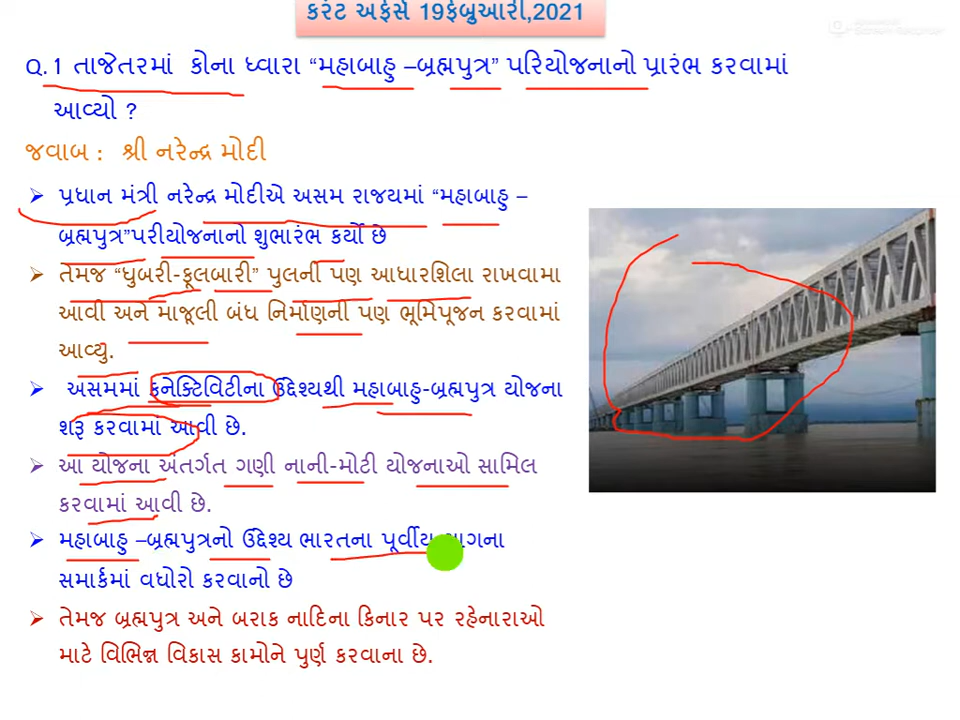 કરંટ અફેર્સ 19ફેબ્રુઆરી,2021
Q. 1 તાજેતરમાં કોના ધ્વારા “મહાબાહુ –બ્રહ્મપુત્ર” પરિયોજનાનો પ્રારંભ કરવામાં
આવ્યો ?
જવાબ : શ્રી નરેન્દ્ર મોદી
➢ પ્રધાન મંત્રી નરેન્દ્ર મોદીએ અસમ રાજયમાં “મહાબાહુ –
બ્રહ્મપુત્ર”પરીયોજનાનો શુભારંભ કર્યો છે
➢ તેમજ “ધુબરી-ફૂલબારી” પુલની પણ આધારશિલા રાખવામા
આવી અને માજૂલી બંધ નિર્માણની પણ ભૂમિપૂજન કરવામાં
આવ્યુ.
➢ અસમમાં કનેક્ટિવિટીના ઉદ્દેશ્યથી મહાબાહુ-બ્રહ્મપુત્ર યોજના
શરૂ કરવામાં આવી છે.
➢ આ યોજના અંતર્ગત ગણી નાની-મોટી યોજનાઓ સામિલ
કરવામાં આવી છે.
➢ મહાબાહુ –બ્રહ્મપુત્રનો ઉદ્દેશ્ય ભારતના પૂર્વીય
સમાર્કમાં વધોરો કરવાનો છે
➢ તેમજ બ્રહ્મપુત્ર અને બરાક નાદિના કિનાર પર રહેનારાઓ
માટે વિભિન્ન વિકાસ કામોને પુર્ણ કરવાના છે.